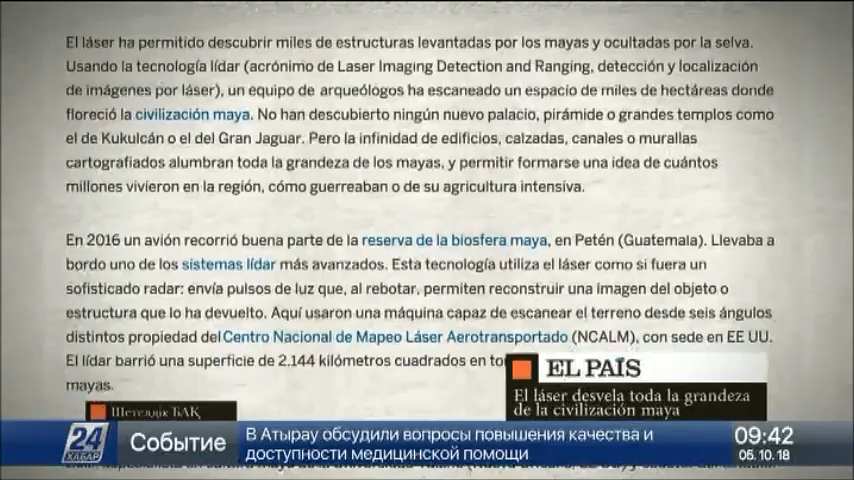 El láser ha permitido descubrir miles de estructuras levantadas por los mayas y ocultadas por la selva.
Usando la tecnología lídar (acrónimo de Laser Imaging Detection and Ranging, detección y localización
de imágenes por láser), un equipo de arqueólogos ha escaneado un espacio de miles de hectáreas donde
floreció la civilización maya. No han descubierto ningún nuevo palacio, pirámide o grandes templos como
el de Kukulcán o el del Gran Jaguar. Pero la infinidad de edificios, calzadas, canales o murallas
cartografiados alumbran toda la grandeza de los mayas, y permitir formarse una idea de cuántos
millones vivieron en la región, cómo guerreaban o de su agricultura intensiva.
En 2016 un avión recorrió buena parte de la reserva de la biosfera maya, en Petén (Guatemala). Llevaba a
bordo uno de los sistemas lídar más avanzados. Esta tecnología utiliza el láser como si fuera un
sofisticado radar: envía pulsos de luz que, al rebotar, permiten reconstruir una imagen del objeto o
estructura que lo ha devuelto. Aquí usaron una máquina capaz de escanear el terreno desde seis ángulos
distintos propiedad del Centro Nacional de Mapeo Láser Aerotransportado (NCALM), con sede en EE UU.
El lídar barrió una superficie de 2.144 kilómetros cuadrados en
mayas.
EL PAÍS
El láser desvela toda la grandeza
de la civilización maya
Шетелдік БАҚ
24
ХАБАР
Событие
В Атырау обсудили вопросы повышения качества и
доступности медицинской помощи
09:42
05.10.18